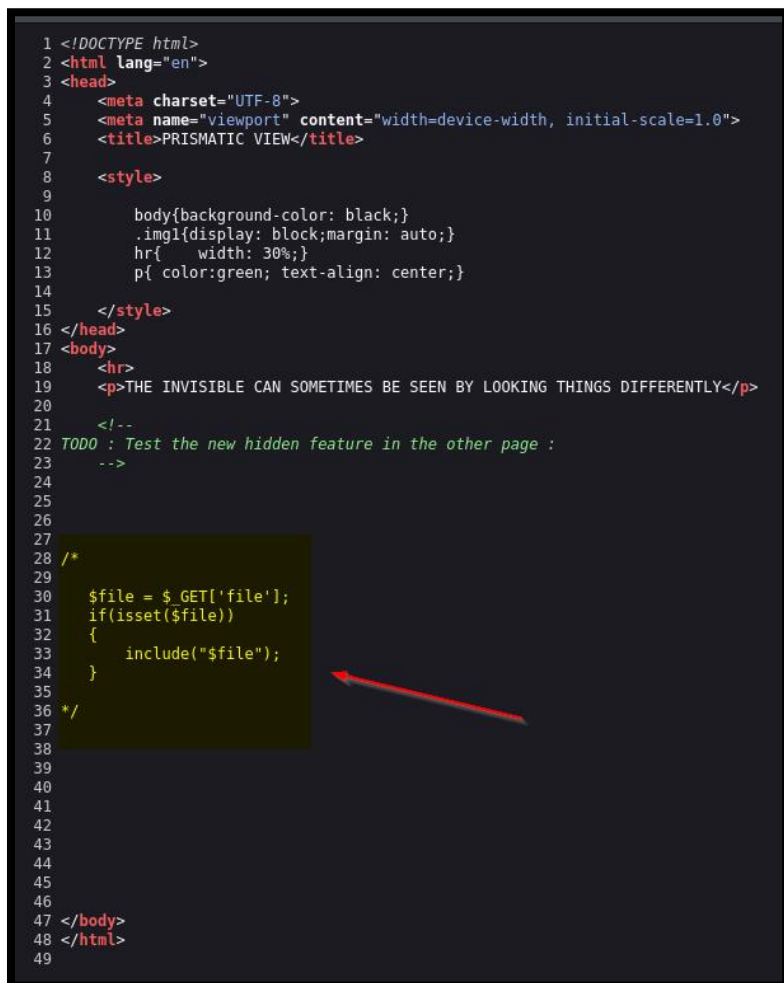 1 <!DOCTYPE html>
2 <html lang="en">
3 <head>
4     <meta charset="UTF-8">
5     <meta name="viewport" content="width=device-width, initial-scale=1.0">
6     <title>PRISMATIC VIEW</title>
7
8     <style>
9
10         body{background-color: black;}
11         .img1{display: block;margin: auto;}
12         hr{    width: 30%;}
13         p{ color:green; text-align: center;}
14
15     </style>
16 </head>
17 <body>
18     <hr>
19     <p>THE INVISIBLE CAN SOMETIMES BE SEEN BY LOOKING THINGS DIFFERENTLY</p>
20
21     <!--
22 TODO : Test the new hidden feature in the other page :
23     -->
24
25
26
27
28 /*
29
30    $file = $_GET['file'];
31    if(isset($file))
32    {
33        include("$file");
34    }
35
36 */
37
38
39
40
41
42
43
44
45
46
47 </body>
48 </html>
49